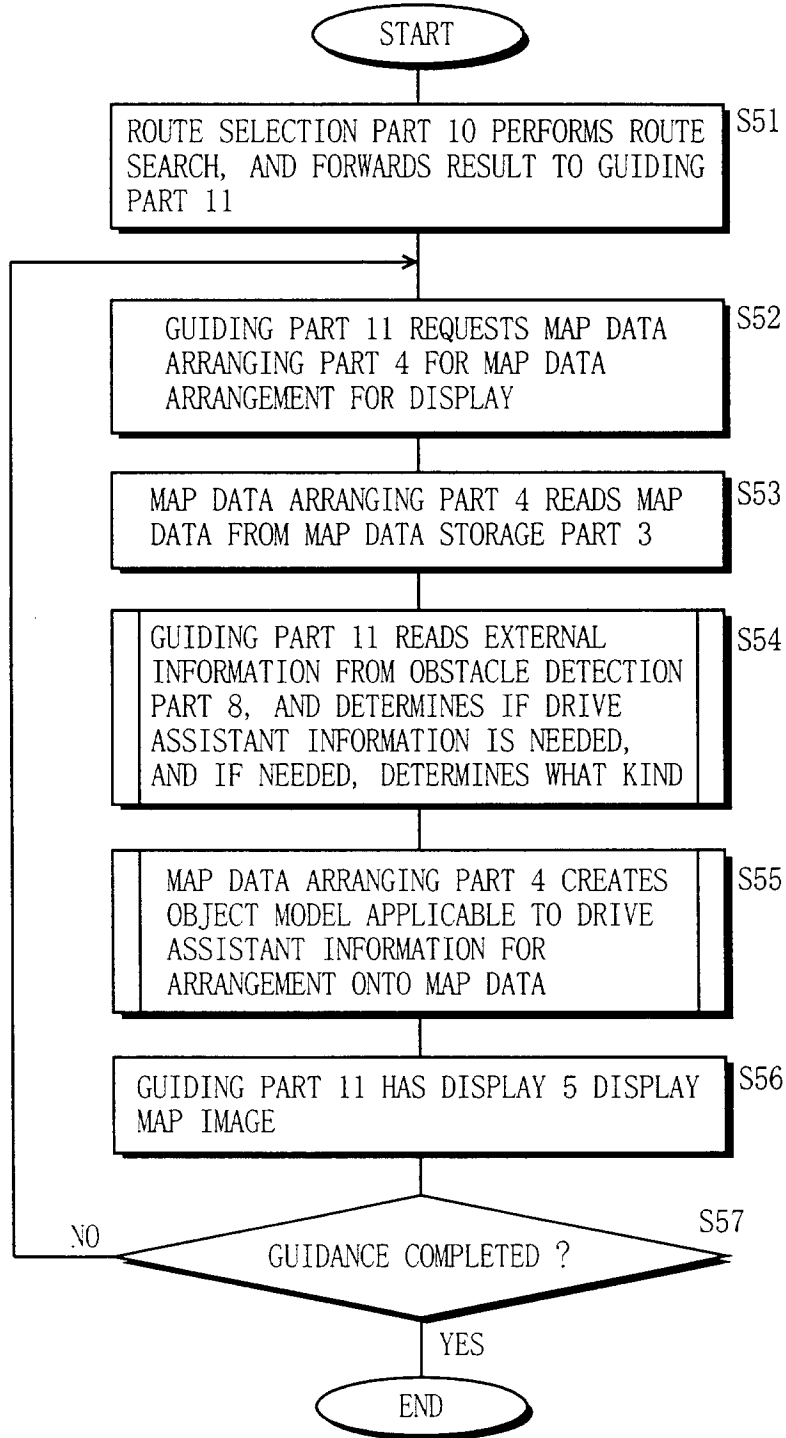 START
S51
ROUTE SELECTION PART 10 PERFORMS ROUTE
SEARCH, AND FORWARDS RESULT TO GUIDING
PART 11
S52
GUIDING PART 11 REQUESTS MAP DATA
ARRANGING PART 4 FOR MAP DATA
ARRANGEMENT FOR DISPLAY
S53
MAP DATA ARRANGING PART 4 READS MAP
DATA FROM MAP DATA STORAGE PART 3
S54
GUIDING PART 11 READS EXTERNAL
INFORMATION FROM OBSTACLE DETECTION
PART 8, AND DETERMINES IF DRIVE
ASSISTANT INFORMATION IS NEEDED,
AND IF NEEDED, DETERMINES WHAT KIND
S55
MAP DATA ARRANGING PART 4 CREATES
OBJECT MODEL APPLICABLE TO DRIVE
ASSISTANT INFORMATION FOR
ARRANGEMENT ONTO MAP DATA
S56
GUIDING PART 11 HAS DISPLAY 5 DISPLAY
MAP IMAGE
S57
NO
GUIDANCE COMPLETED ?
YES
END